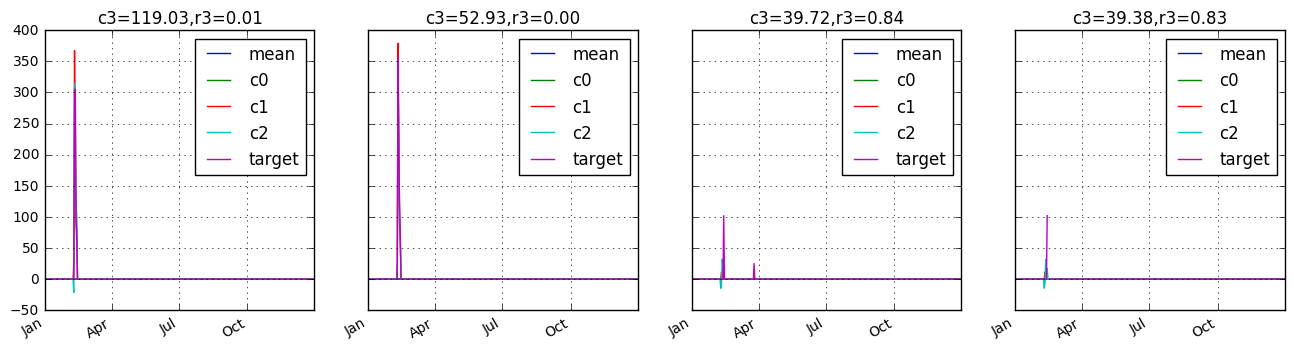 c3=119.03,r3=0.01
400
350
300
250
200
150
100
50
0
−50
mean
c0
c1
c2
target
Jan
Apr
Jul
Oct
c3=52.93,r3=0.00
mean
c0
c1
c2
target
Jan
Apr
Jul
Oct
c3=39.72,r3=0.84
mean
c0
c1
c2
target
Jan
Apr
Jul
Oct
c3=39.38,r3=0.83
mean
c0
c1
c2
target
Jan
Apr
Jul
Oct